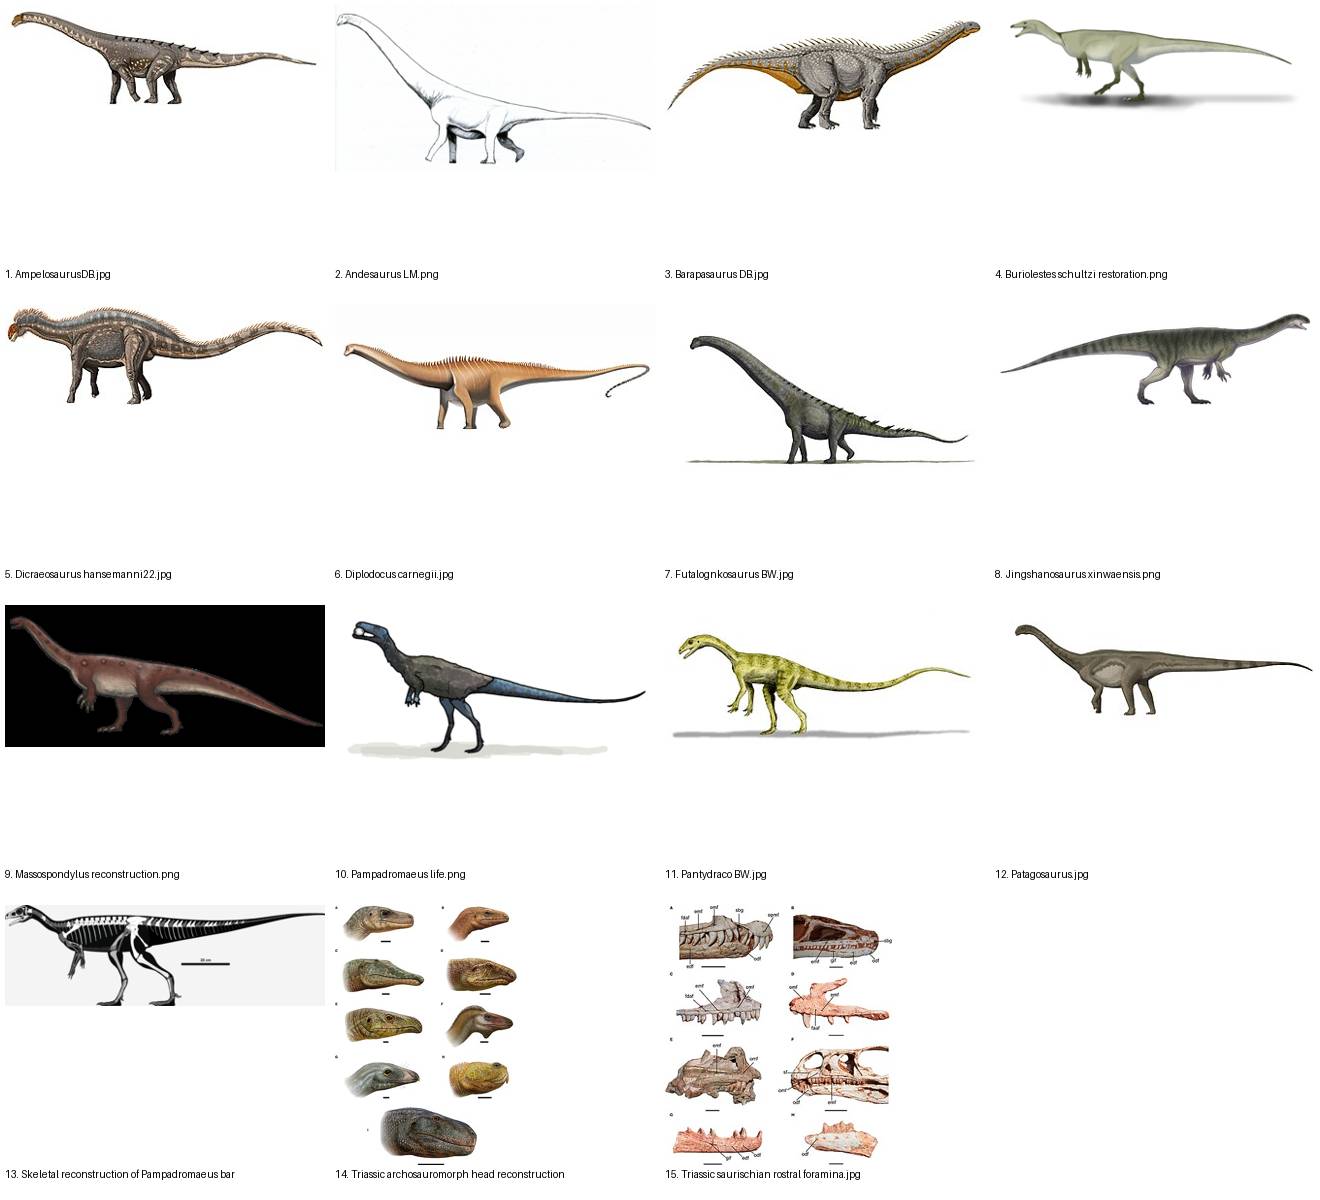 1. AmpelosaurusDB.jpg
2. Andesaurus LM.png
3. Barapasaurus DB.jpg
4. Buriolestes schultzi restoration.png
5. Dicraeosaurus hansemanni22.jpg
6. Diplodocus carnegii.jpg
7. Futalognkosaurus BW.jpg
8. Jingshanosaurus xinwaensis.png
9. Massospondylus reconstruction.png
10. Pampadromaeus life.png
11. Pantydraco BW.jpg
12. Patagosaurus.jpg
13. Skeletal reconstruction of Pampadromaeus bar
14. Triassic archosauromorph head reconstruction
15. Triassic saurischian rostral foramina.jpg